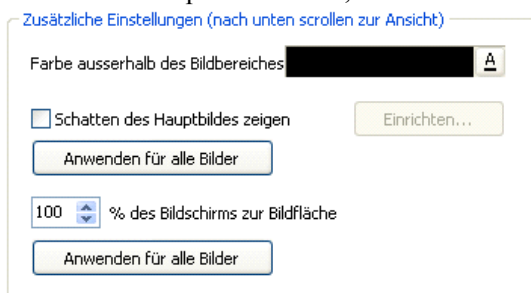 Zusätzliche Einstellungen (nach unten scrollen zur Ansicht)
Farbe ausserhalb des Bildbereiches A
Schatten des Hauptbildes zeigen Einrichten...
Anwenden für alle Bilder
100 % des Bildschirms zur Bildfläche
Anwenden für alle Bilder